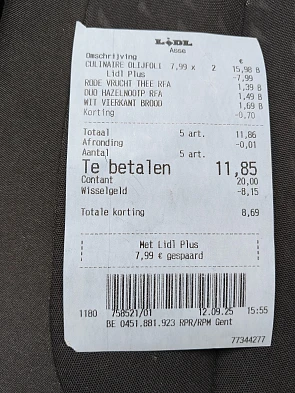 LIDL
Asse
Omschrijving €
CULINAIRE OLIJFOLI 7,99 x 2 15,98 B
Lidl Plus -7,99
RODE VRUCHT THEE RFA 1,39 B
DUO HAZELNOOTP RFA 1,49 B
WIT VIERKANT BROOD 1,69 B
Korting -0,70
Totaal 5 art. 11,86
Afronding -0,01
Aantal 5 art.
Te betalen 11,85
Contant 20,00
Wisselgeld -8,15
Totale korting 8,69
Met Lidl Plus
7,99 € gespaard
1180 758521/01 12.09.25 15:55
BE 0451.881.923 RPR/RPM Gent
77344277